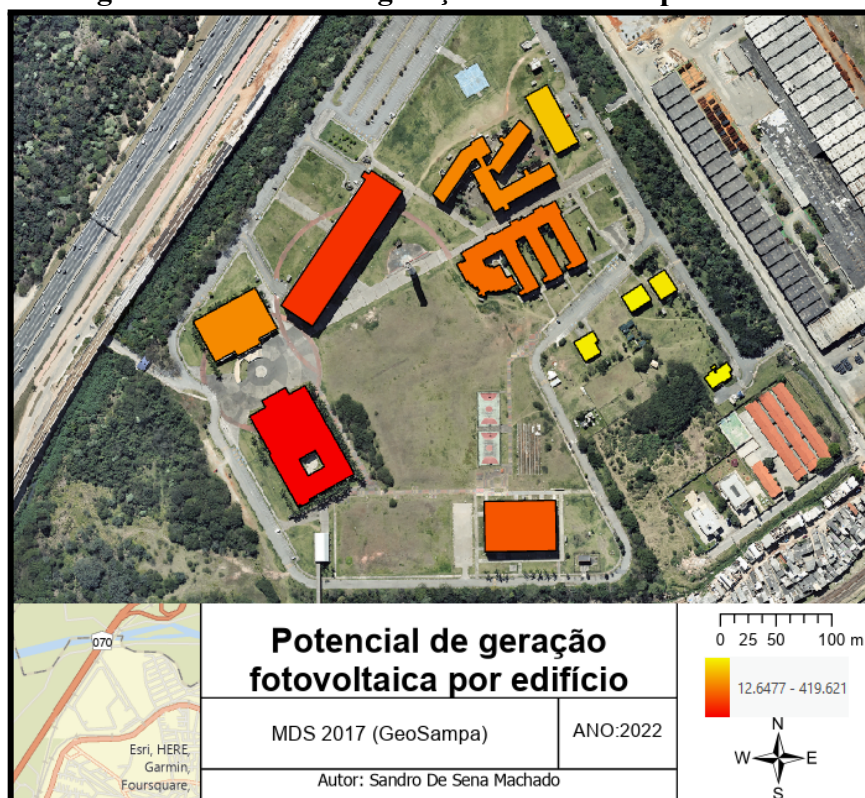 070
Esri, HERE,
Garmin,
Foursquare,
Potencial de geração
fotovoltaica por edifício
MDS 2017 (GeoSampa)
ANO:2022
Autor: Sandro De Sena Machado
0 25 50 100 m
12.6477 - 419.621
N
W E
S